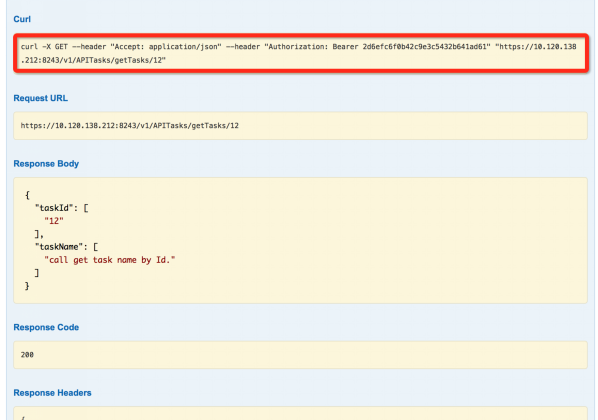 Curl
curl -X GET --header "Accept: application/json" --header "Authorization: Bearer 2d6efc6f0b42c9e3c5432b641ad61" "https://10.120.138
.212:8243/v1/APITasks/getTasks/12"
Request URL
https://10.120.138.212:8243/v1/APITasks/getTasks/12
Response Body
{
"taskId": [
"12"
],
"taskName": [
"call get task name by Id."
]
}
Response Code
200
Response Headers
{